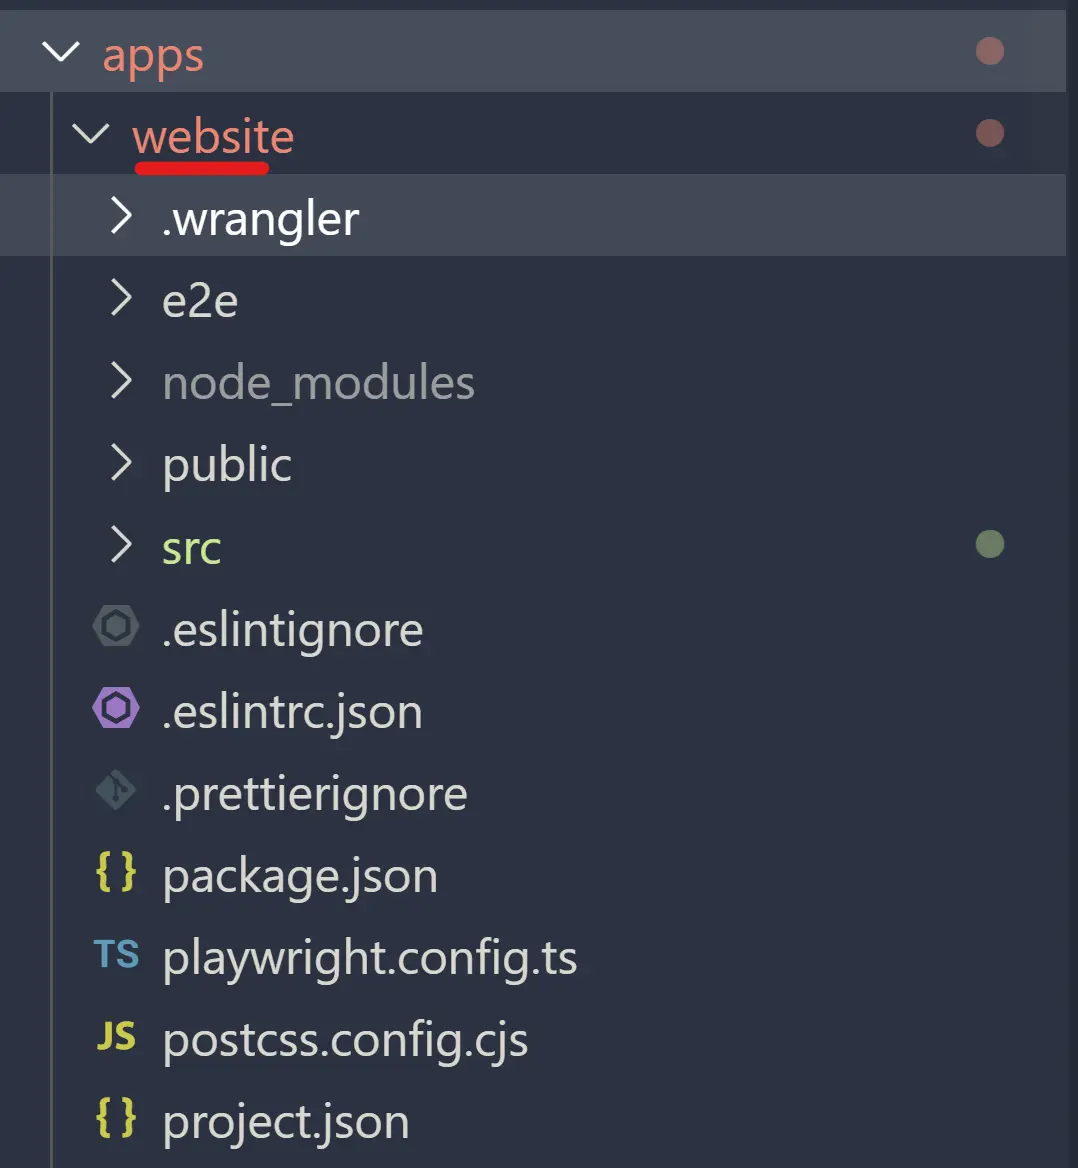 apps
website
.wrangler
e2e
node_modules
public
src
.eslintignore
.eslintrc.json
.prettierignore
{ } package.json
TS playwright.config.ts
JS postcss.config.cjs
{ } project.json